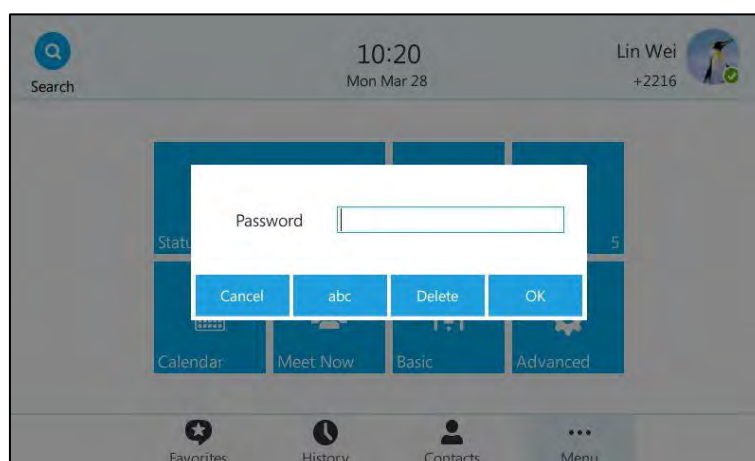 10:20
Lin Wei
Search
Mon Mar 28
+2216
Password
5
Cancel
abc
Delete
OK
Calendar
Meet Now
Basic
Advanced
Favorites
History
Contacts
Menu